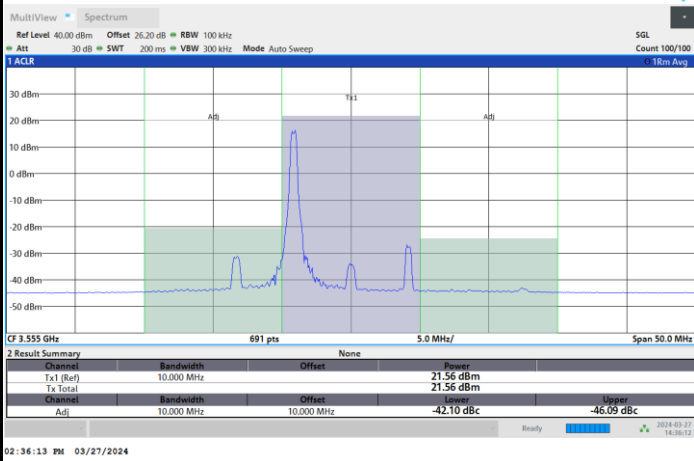 MultiView Spectrum
Ref Level 40.00 dBm Offset 26.20 dB RBW 100 kHz SGL
Att 30 dB SWT 200 ms VBW 300 kHz Mode Auto Sweep Count 100/100
1 ACLR 1Rm Avg
30 dBm
Tx1
20 dBm
Adj Adj
10 dBm
0 dBm
-10 dBm
-20 dBm
-30 dBm
-40 dBm
-50 dBm
CF 3.555 GHz 691 pts 5.0 MHz/ Span 50.0 MHz
2 Result Summary None
Channel Bandwidth Offset Power
Tx1 (Ref) 10.000 MHz 21.56 dBm
Tx Total 21.56 dBm
Channel Bandwidth Offset Lower Upper
Adj 10.000 MHz 10.000 MHz -42.10 dBc -46.09 dBc
Ready 2024-03-27
14:36:12
02:36:13 PM 03/27/2024